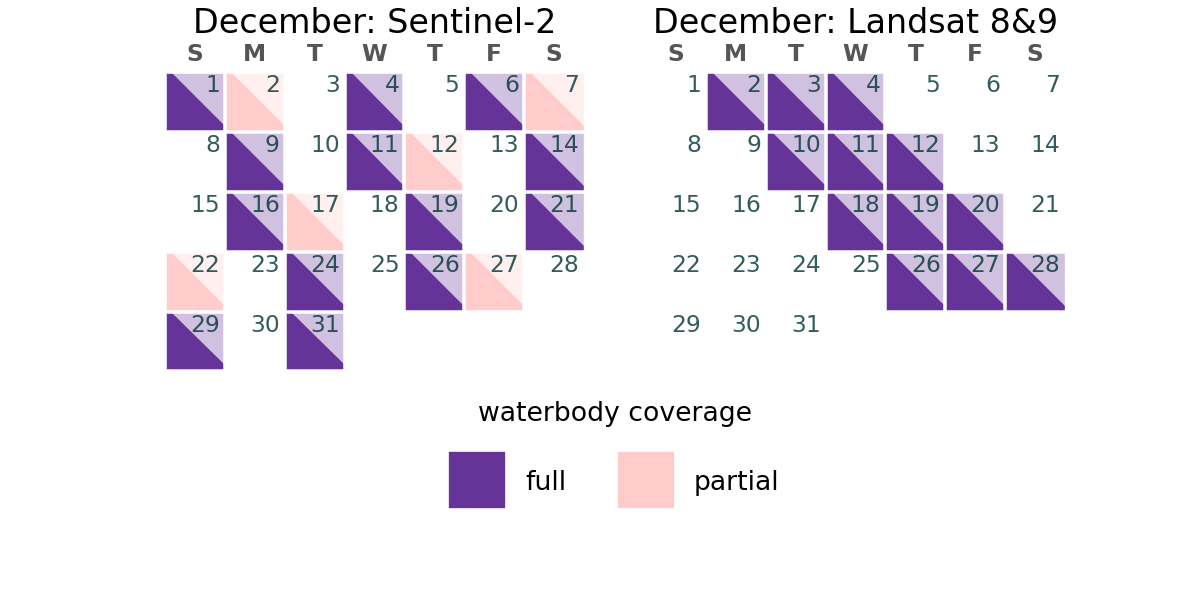 December: Sentinel-2
S M T W T F S
1 2 3 4 5 6 7
8 9 10 11 12 13 14
15 16 17 18 19 20 21
22 23 24 25 26 27 28
29 30 31
December: Landsat 8&9
S M T W T F S
1 2 3 4 5 6 7
8 9 10 11 12 13 14
15 16 17 18 19 20 21
22 23 24 25 26 27 28
29 30 31
waterbody coverage
full partial